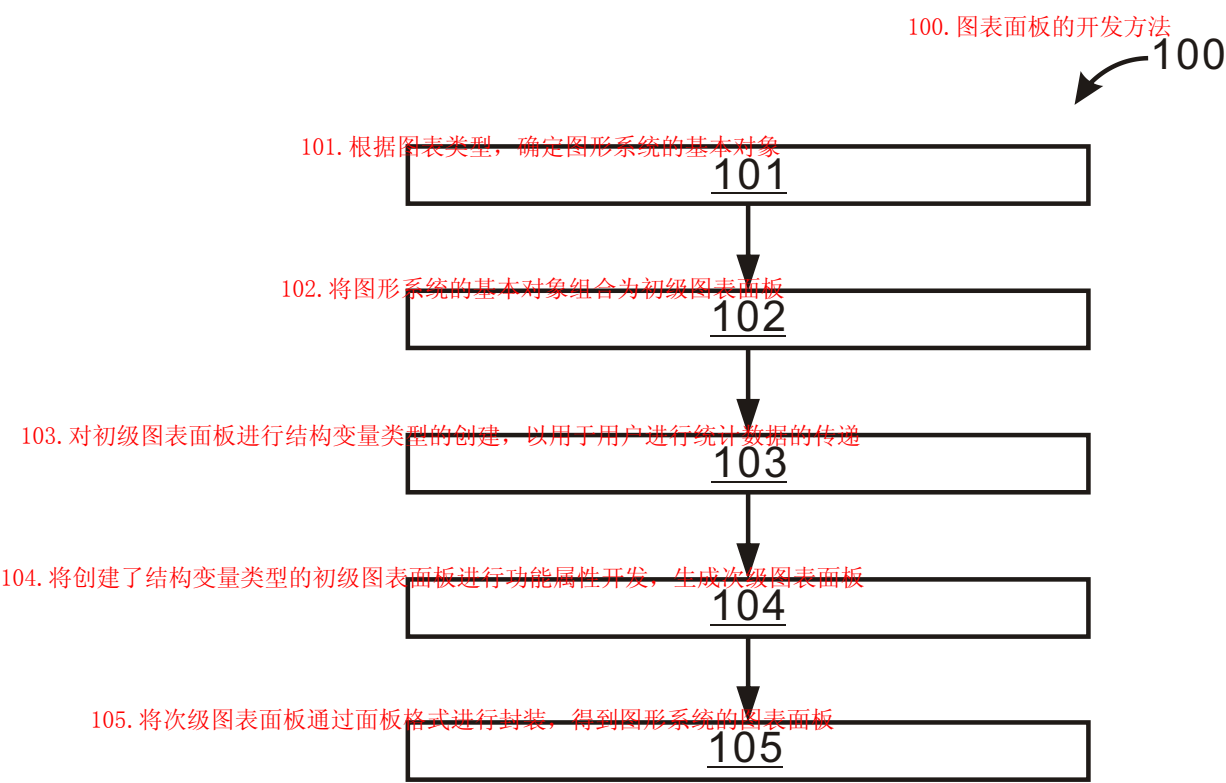 100.图表面板的开发方法
100
101.根据图表类型，确定图形系统的基本对象
101
102.将图形系统的基本对象组合为初级图表面板
102
103.对初级图表面板进行结构变量类型的创建，以用于用户进行统计数据的传递
103
104.将创建了结构变量类型的初级图表面板进行功能属性开发，生成次级图表面板
104
105.将次级图表面板通过面板格式进行封装，得到图形系统的图表面板
105